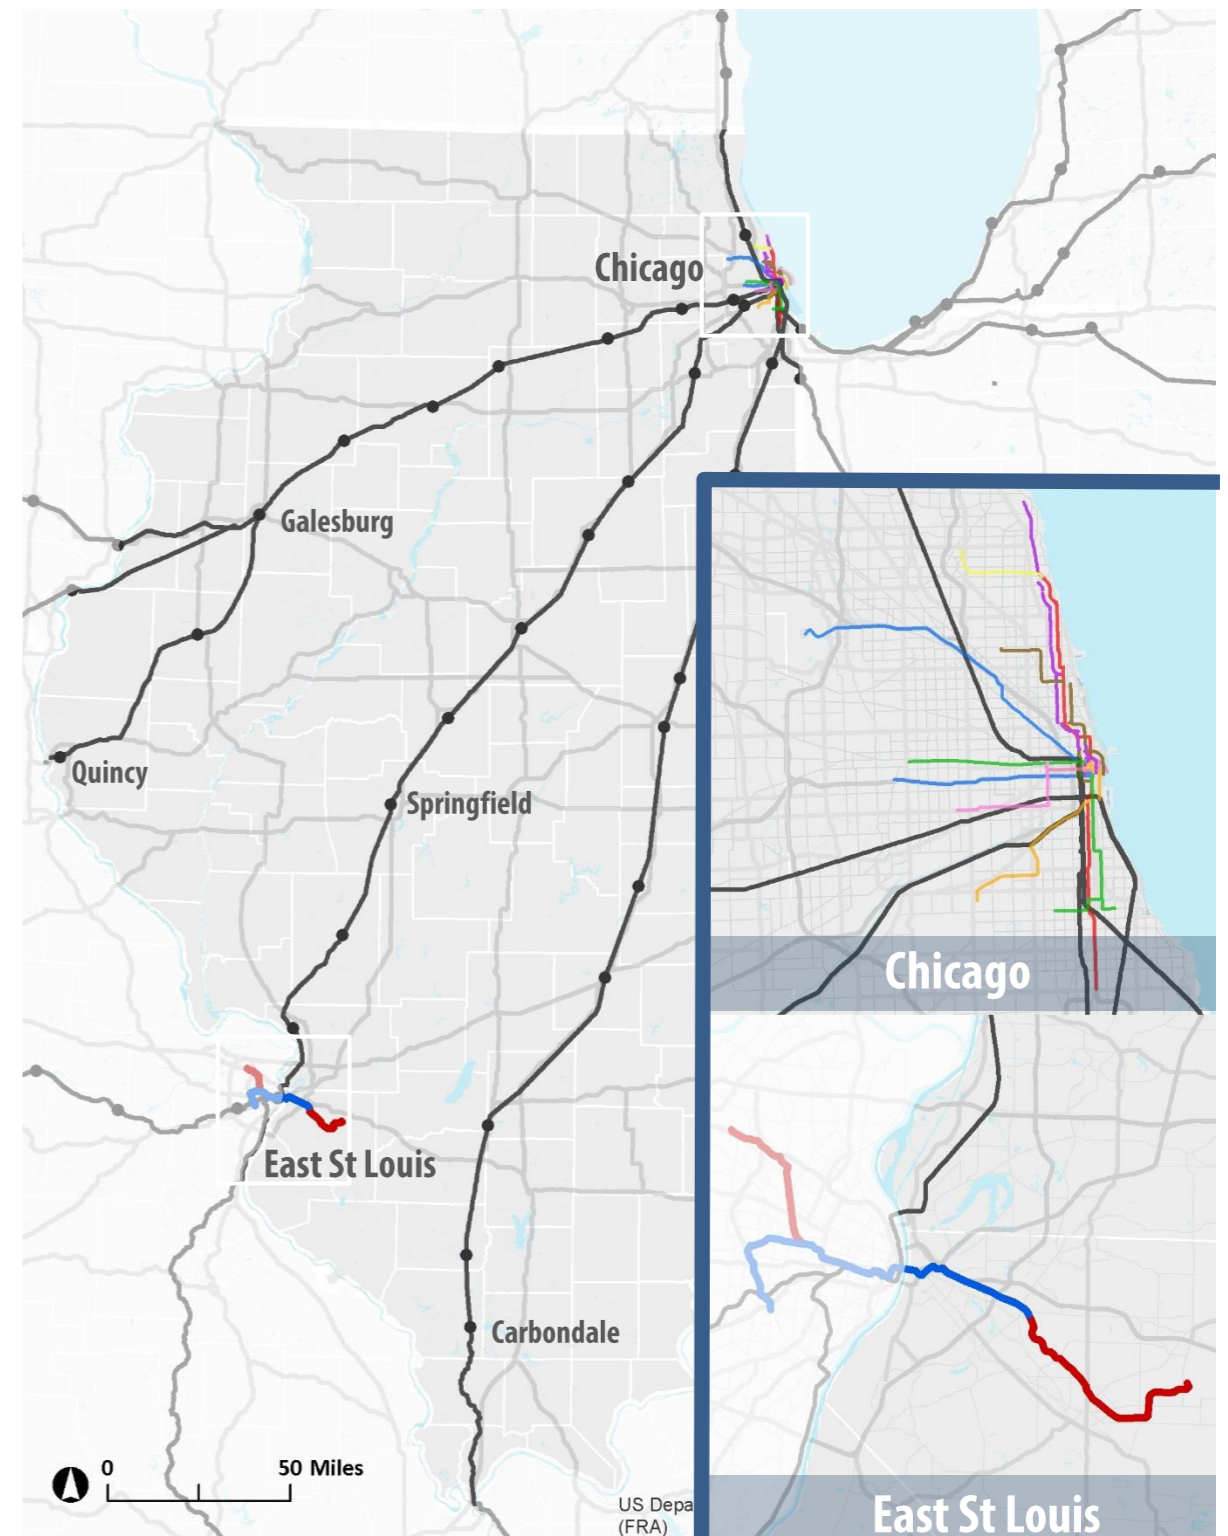 Chicago
Galesburg
Quincy
Springfield
Chicago
East St Louis
Carbondale
0 50 Miles
US Depa
(FRA)
East St Louis